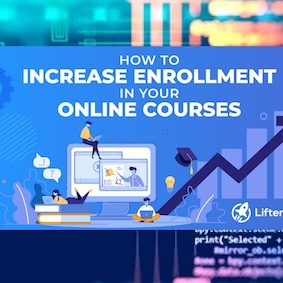 HOW TO
INCREASE ENROLLMENT
IN YOUR
ONLINE COURSES
Lifter
print("Selected" +